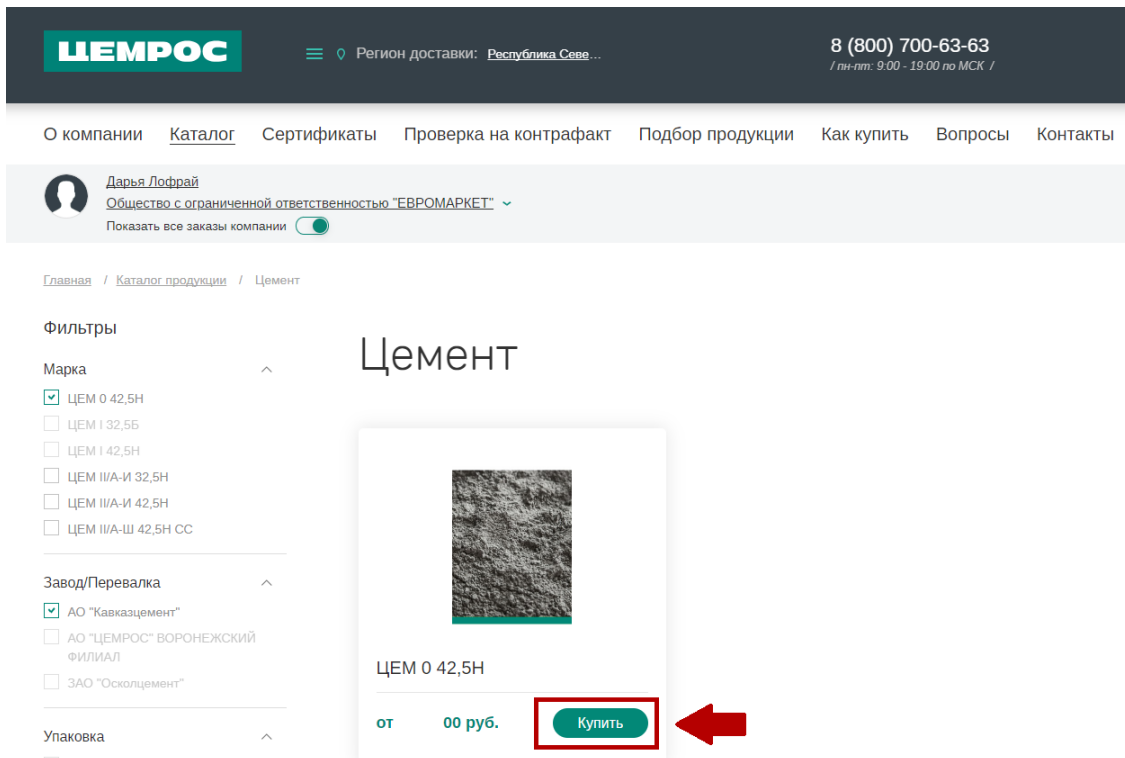 ЦЕМРОС
Регион доставки: Республика Севе...
8 (800) 700-63-63
/ пн-пт: 9:00 - 19:00 по МСК /
О компании Каталог Сертификаты Проверка на контрафакт Подбор продукции Как купить Вопросы Контакты
Дарья Лофрай
Общество с ограниченной ответственностью "ЕВРОМАРКЕТ"
Показать все заказы компании
Главная / Каталог продукции / Цемент
Фильтры
Марка
ЦЕМ 0 42,5Н
ЦЕМ I 32,5Б
ЦЕМ I 42,5Н
ЦЕМ II/А-И 32,5Н
ЦЕМ II/А-И 42,5Н
ЦЕМ II/А-Ш 42,5Н СС
Завод/Перевалка
АО "Кавказцемент"
АО "ЦЕМРОС" ВОРОНЕЖСКИЙ
ФИЛИАЛ
ЗАО "Осколцемент"
Упаковка
Цемент
ЦЕМ 0 42,5Н
от 00 руб.
Купить